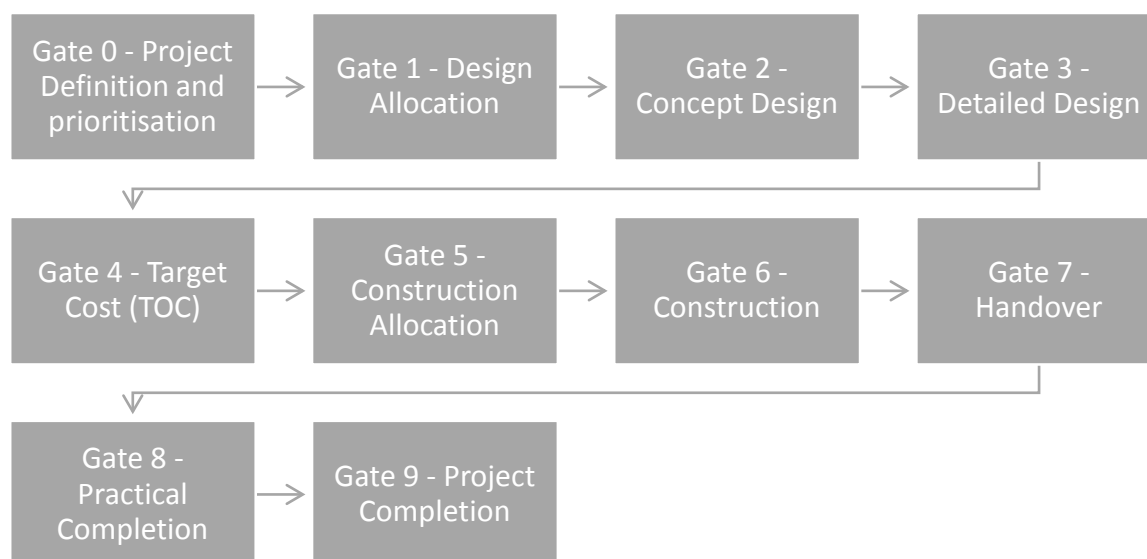 Gate 0 - Project
Definition and
prioritisation
Gate 1 - Design
Allocation
Gate 2 -
Concept Design
Gate 3 -
Detailed Design
Gate 4 - Target
Cost (TOC)
Gate 5 -
Construction
Allocation
Gate 6 -
Construction
Gate 7 -
Handover
Gate 8 -
Practical
Completion
Gate 9 - Project
Completion